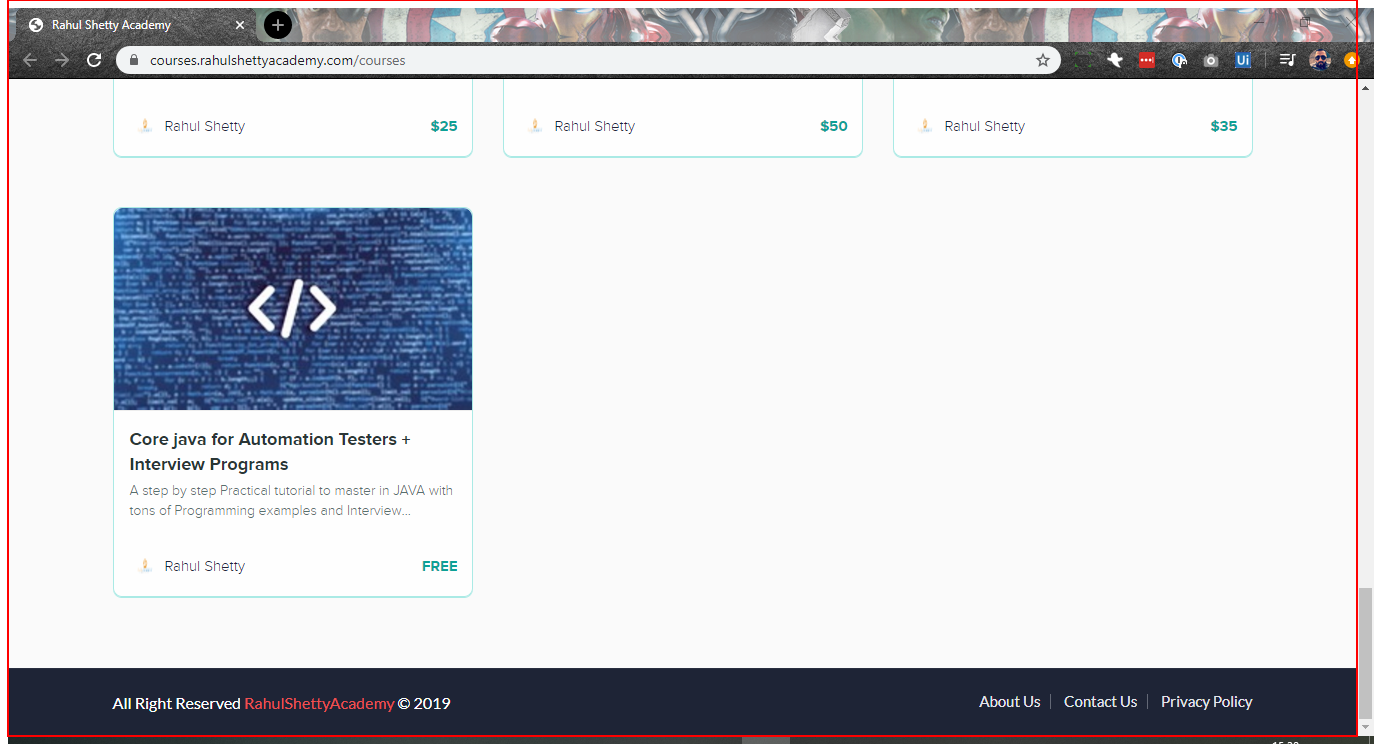 Rahul Shetty Academy
courses.rahulshettyacademy.com/courses
Ui
Rahul Shetty $25
Rahul Shetty $50
Rahul Shetty $35
</>
Core java for Automation Testers +
Interview Programs
A step by step Practical tutorial to master in JAVA with
tons of Programming examples and Interview...
Rahul Shetty FREE
All Right Reserved RahulShettyAcademy © 2019
About Us | Contact Us | Privacy Policy